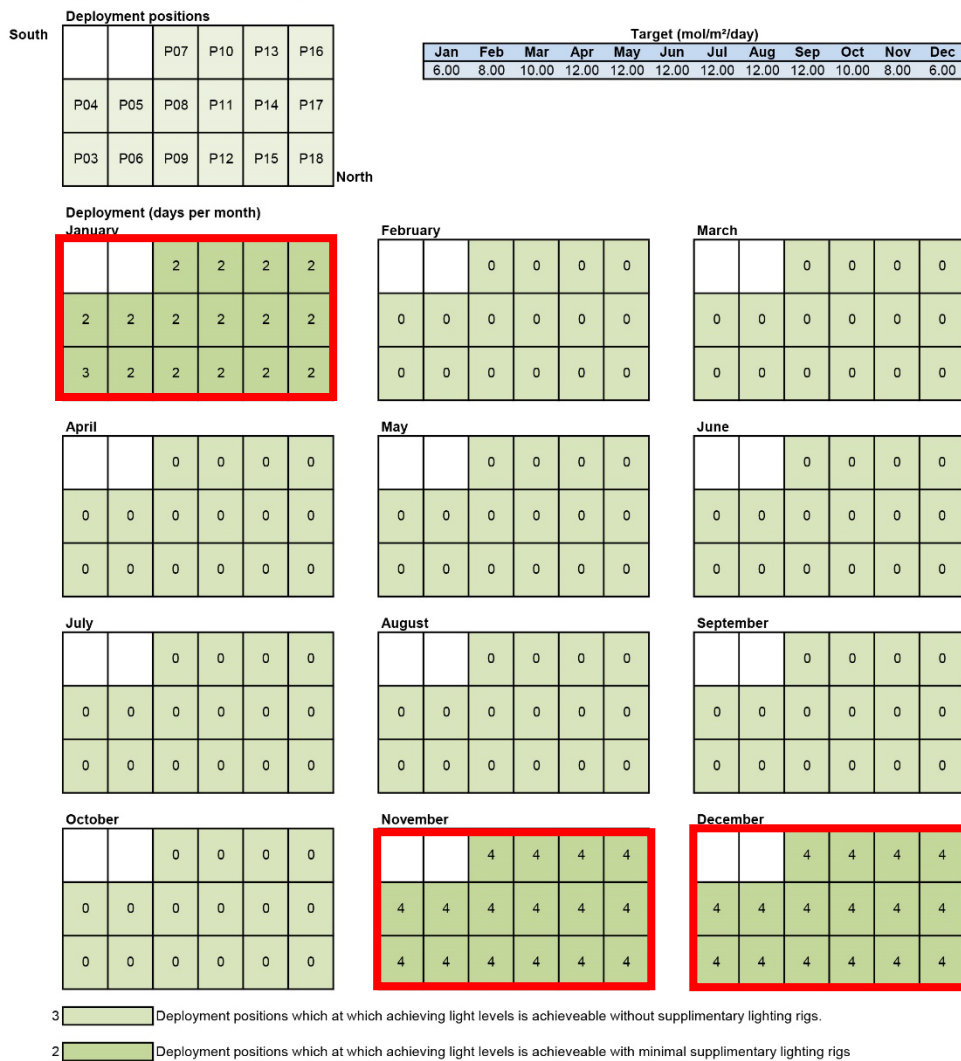 Deployment positions
South
P07 P10 P13 P16
P04 P05 P08 P11 P14 P17
P03 P06 P09 P12 P15 P18
North
Target (mol/m²/day)
Jan Feb Mar Apr May Jun Jul Aug Sep Oct Nov Dec
6.00 8.00 10.00 12.00 12.00 12.00 12.00 12.00 12.00 10.00 8.00 6.00
Deployment (days per month)
January
2 2 2 2
2 2 2 2 2 2
3 2 2 2 2 2
February
0 0 0 0
0 0 0 0 0 0
0 0 0 0 0 0
March
0 0 0 0
0 0 0 0 0 0
0 0 0 0 0 0
April
0 0 0 0
0 0 0 0 0 0
0 0 0 0 0 0
May
0 0 0 0
0 0 0 0 0 0
0 0 0 0 0 0
June
0 0 0 0
0 0 0 0 0 0
0 0 0 0 0 0
July
0 0 0 0
0 0 0 0 0 0
0 0 0 0 0 0
August
0 0 0 0
0 0 0 0 0 0
0 0 0 0 0 0
September
0 0 0 0
0 0 0 0 0 0
0 0 0 0 0 0
October
0 0 0 0
0 0 0 0 0 0
0 0 0 0 0 0
November
4 4 4 4
4 4 4 4 4 4
4 4 4 4 4 4
December
4 4 4 4
4 4 4 4 4 4
4 4 4 4 4 4
3 Deployment positions which at which achieving light levels is achieveable without supplimentary lighting rigs.
2 Deployment positions which at which achieving light levels is achieveable with minimal supplimentary lighting rigs